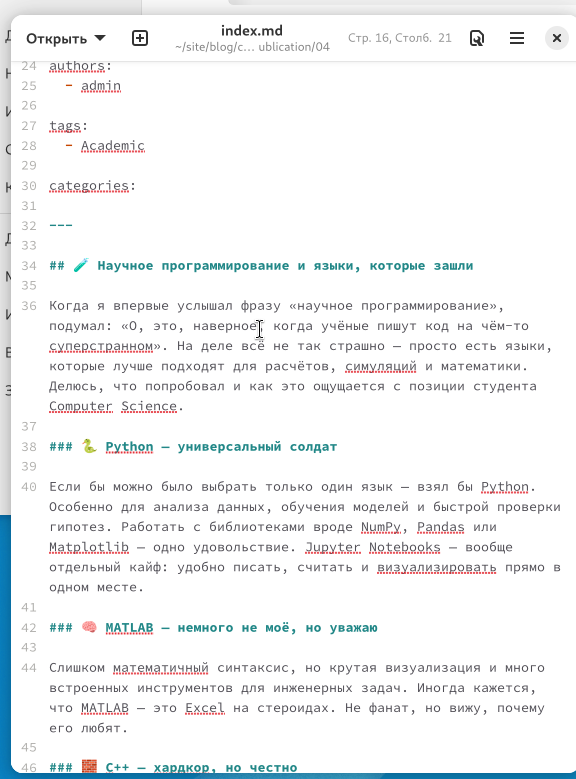 Открыть
index.md
~/site/blog/c… ublication/04
Стр. 16, Столб. 21
24 authors:
25 - admin
26
27 tags:
28 - Academic
29
30 categories:
31
32 ---
33
34 ## 🧪 Научное программирование и языки, которые зашли
35
36 Когда я впервые услышал фразу «научное программирование»,
подумал: «О, это, наверное, когда учёные пишут код на чём-то
суперстранном». На деле всё не так страшно — просто есть языки,
которые лучше подходят для расчётов, симуляций и математики.
Делюсь, что попробовал и как это ощущается с позиции студента
Computer Science.
37
38 ### 🐍 Python — универсальный солдат
39
40 Если бы можно было выбрать только один язык — взял бы Python.
Особенно для анализа данных, обучения моделей и быстрой проверки
гипотез. Работать с библиотеками вроде NumPy, Pandas или
Matplotlib — одно удовольствие. Jupyter Notebooks — вообще
отдельный кайф: удобно писать, считать и визуализировать прямо в
одном месте.
41
42 ### 🧠 MATLAB — немного не моё, но уважаю
43
44 Слишком математичный синтаксис, но крутая визуализация и много
встроенных инструментов для инженерных задач. Иногда кажется,
что MATLAB — это Excel на стероидах. Не фанат, но вижу, почему
его любят.
45
46 ### 🧱 C++ — хардкор, но честно